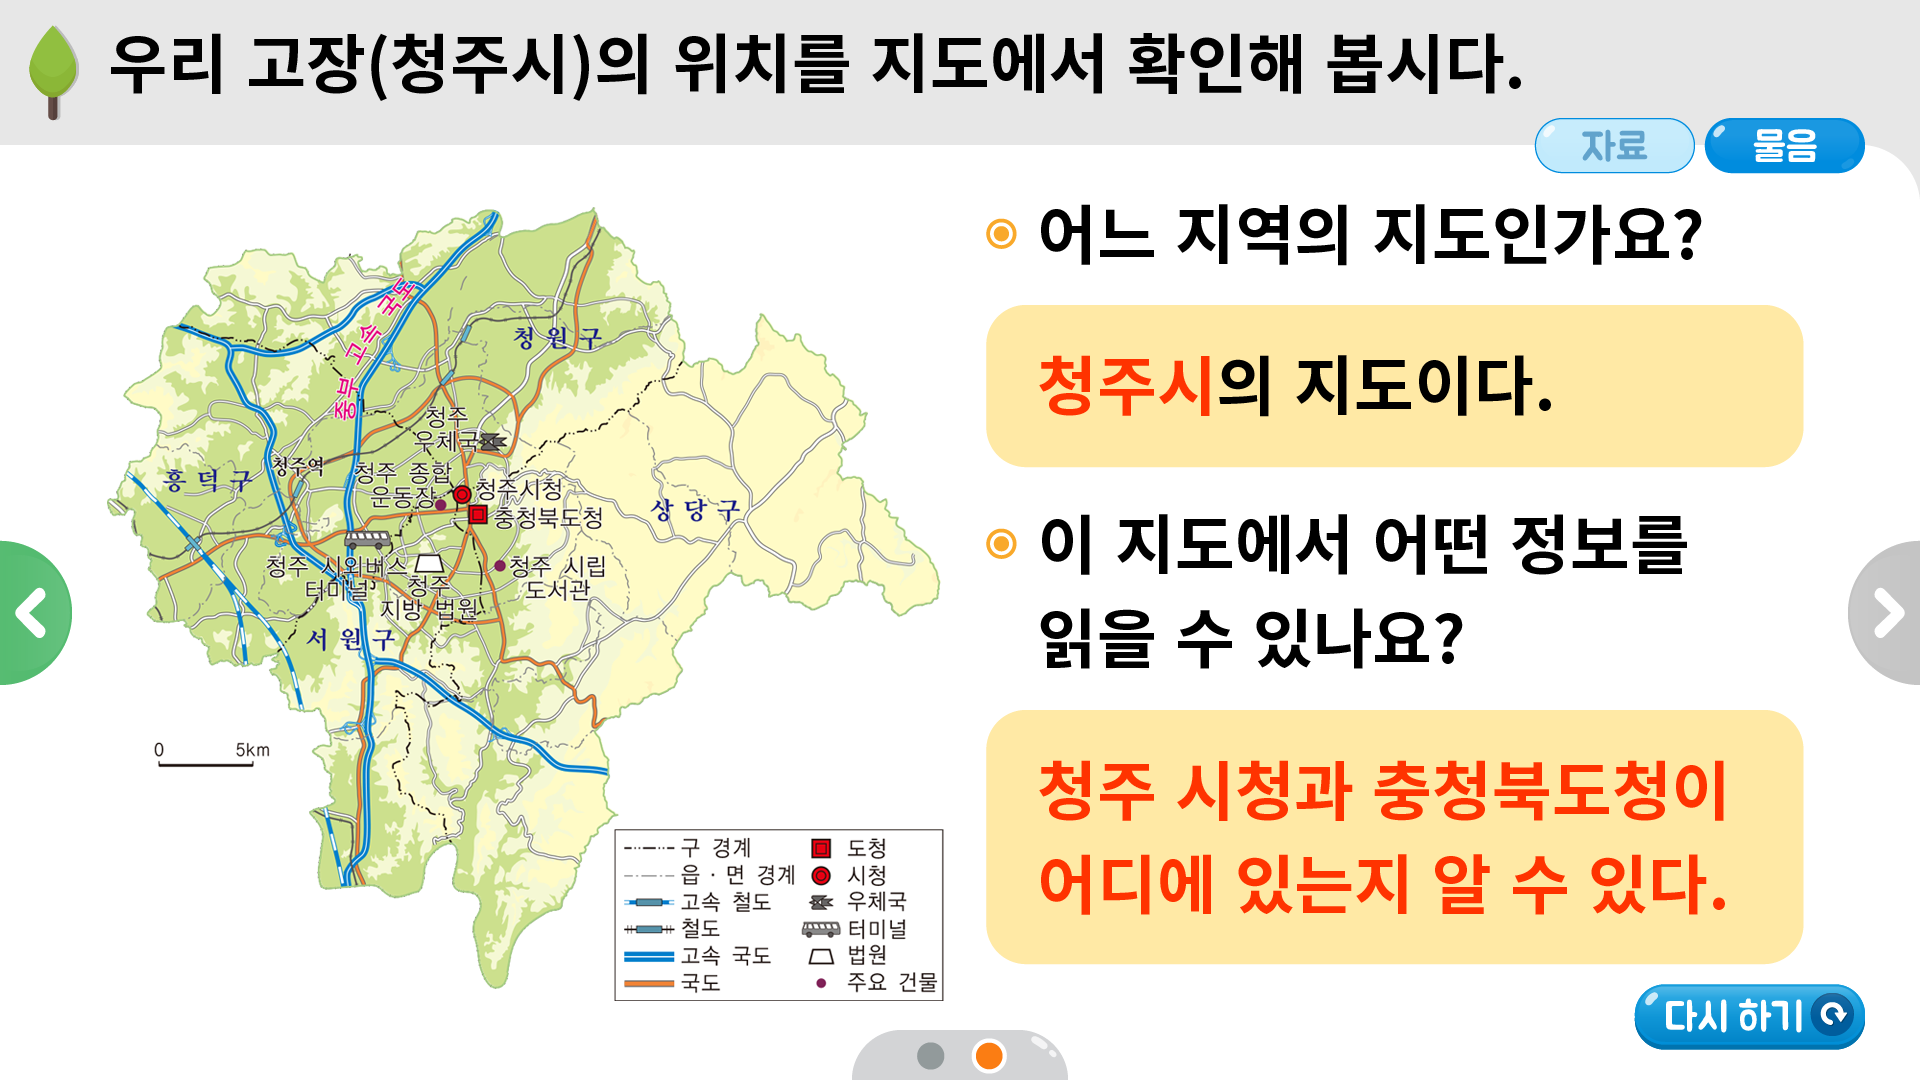 우리 고장(청주시)의 위치를 지도에서 확인해 봅시다.
자료
물음
어느 지역의 지도인가요?
청주시의 지도이다.
이 지도에서 어떤 정보를
읽을 수 있나요?
청주 시청과 충청북도청이
어디에 있는지 알 수 있다.
다시 하기
중부 고속 국도
청원구
청주
우체국
흥덕구
청주역
청주 종합
운동장
청주시청
충청북도청
상당구
청주 시외버스
터미널
청주
지방 법원
청주 시립
도서관
서원구
0 5km
구 경계
읍·면 경계
고속 철도
철도
고속 국도
국도
도청
시청
우체국
터미널
법원
주요 건물